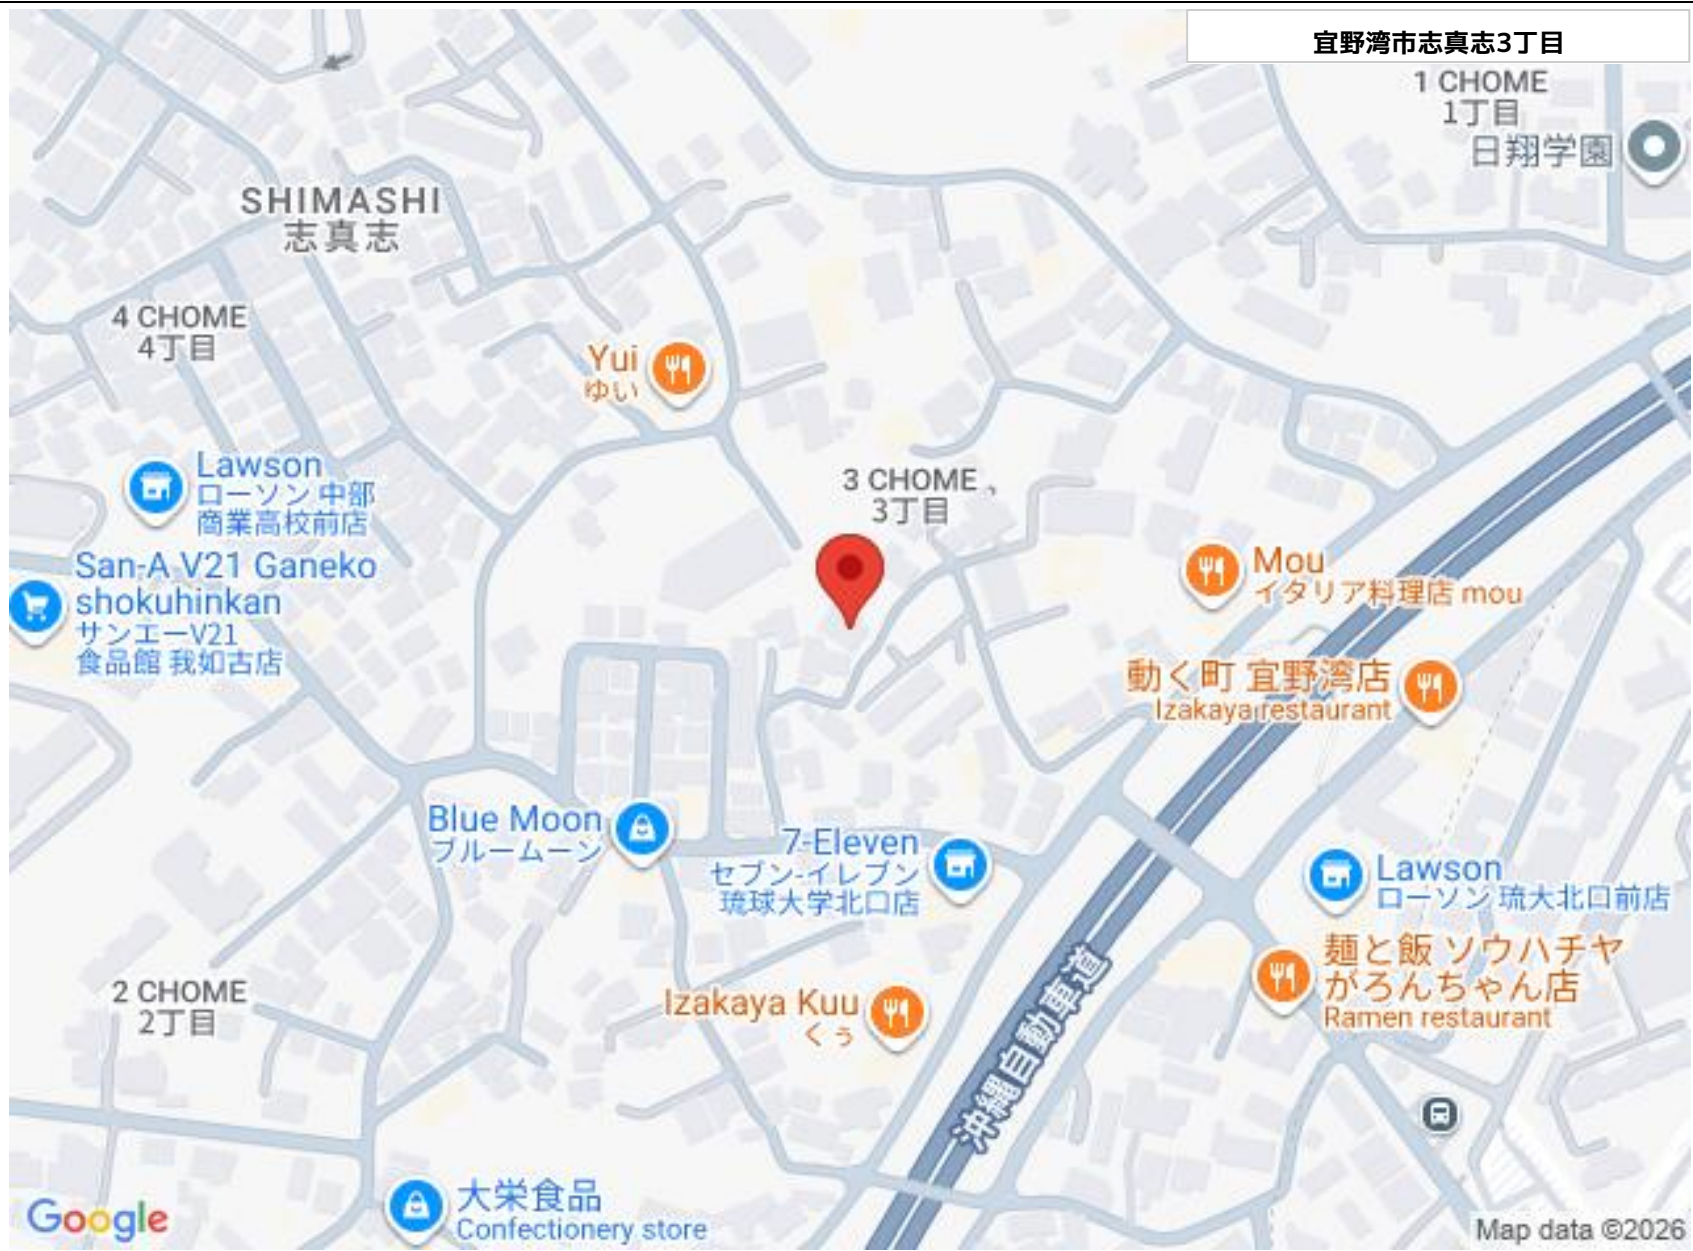 宜野湾市志真志3丁目
1 CHOME
1丁目
日翔学園
SHIMASHI
志真志
4 CHOME
4丁目
Yui
ゆい
Lawson
ローソン 中部
商業高校前店
3 CHOME
3丁目
San-A V21 Ganeko
shokuhinkan
サンエーV21
食品館 我如古店
Mou
イタリア料理店 mou
動く町 宜野湾店
Izakaya restaurant
Blue Moon
ブルームーン
7-Eleven
セブン-イレブン
琉球大学北口店
Lawson
ローソン 琉大北口前店
麺と飯 ソウハチヤ
がろんちゃん店
Ramen restaurant
2 CHOME
2丁目
Izakaya Kuu
くぅ
沖縄自動車道
大栄食品
Confectionery store
Google
Map data ©2026